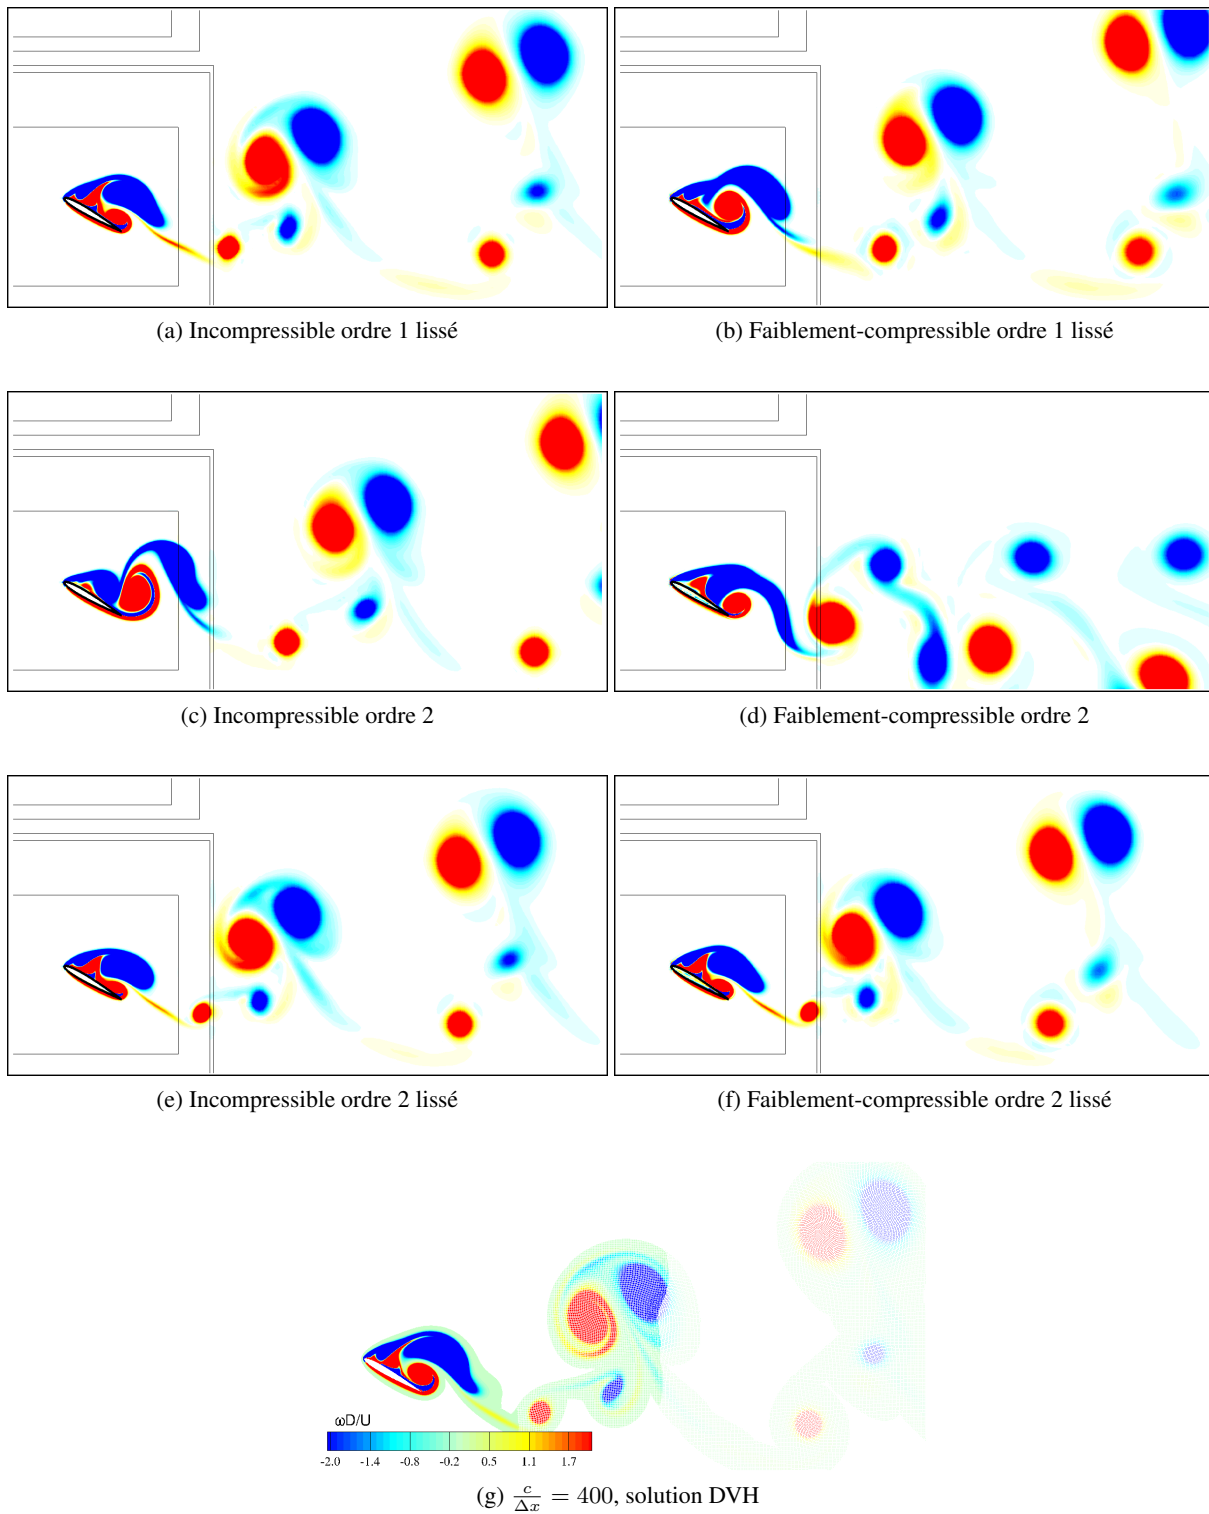 (a) Incompressible ordre 1 lissé
(b) Faiblement-compressible ordre 1 lissé
(c) Incompressible ordre 2
(d) Faiblement-compressible ordre 2
(e) Incompressible ordre 2 lissé
(f) Faiblement-compressible ordre 2 lissé
ωD/U
-2.0 -1.4 -0.8 -0.2 0.5 1.1 1.7
(g) c/Δx = 400, solution DVH